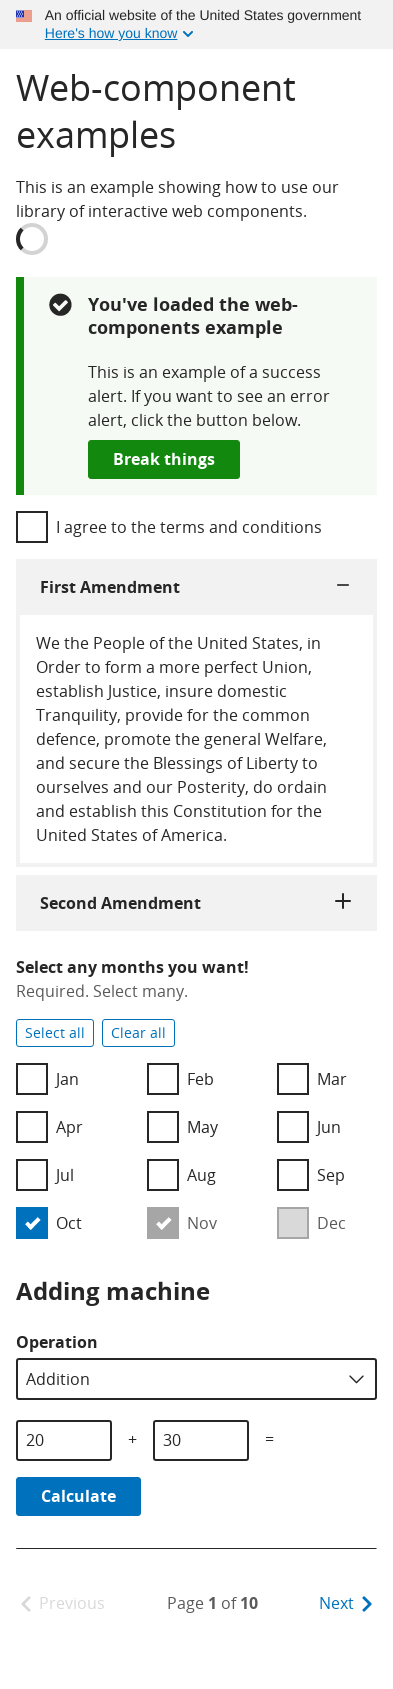 An official website of the United States government
Here's how you know
Web-component
examples
This is an example showing how to use our
library of interactive web components.
You've loaded the web-
components example
This is an example of a success
alert. If you want to see an error
alert, click the button below.
Break things
I agree to the terms and conditions
First Amendment
We the People of the United States, in
Order to form a more perfect Union,
establish Justice, insure domestic
Tranquility, provide for the common
defence, promote the general Welfare,
and secure the Blessings of Liberty to
ourselves and our Posterity, do ordain
and establish this Constitution for the
United States of America.
Second Amendment
Select any months you want!
Required. Select many.
Select all Clear all
Jan Feb Mar
Apr May Jun
Jul Aug Sep
Oct Nov Dec
Adding machine
Operation
Addition
20 + 30 =
Calculate
Previous Page 1 of 10 Next